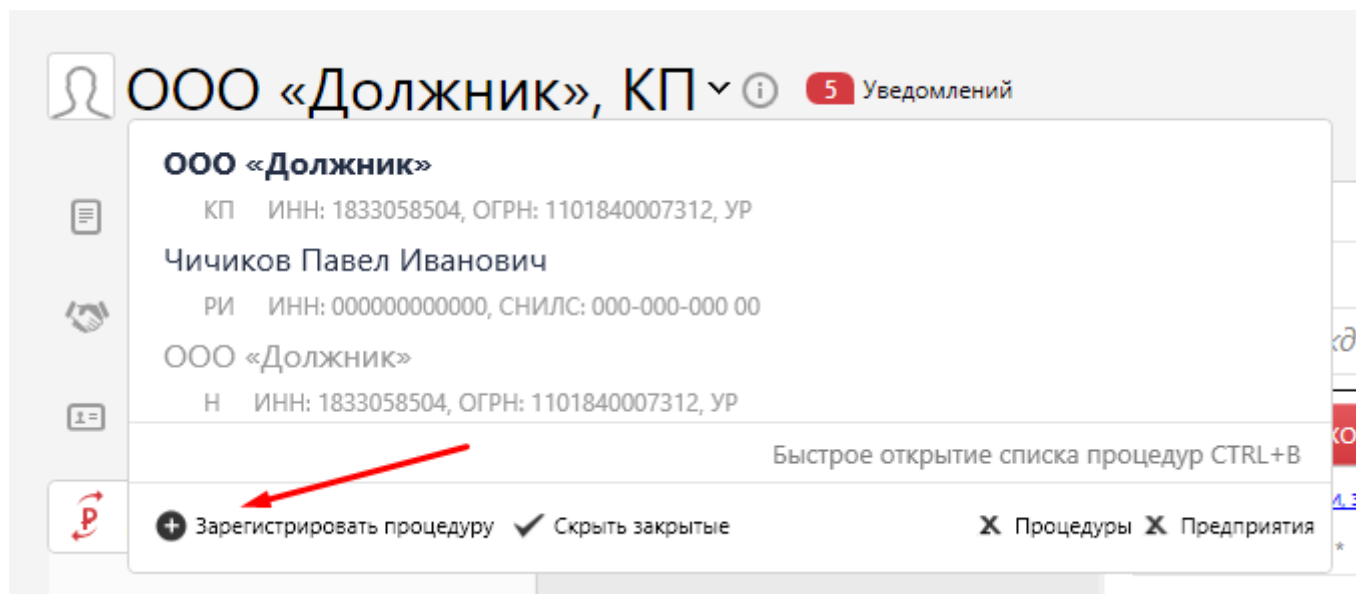 ООО «Должник», КП
5 Уведомлений
ООО «Должник»
КП ИНН: 1833058504, ОГРН: 1101840007312, УР
Чичиков Павел Иванович
РИ ИНН: 000000000000, СНИЛС: 000-000-000 00
ООО «Должник»
Н ИНН: 1833058504, ОГРН: 1101840007312, УР
Быстрое открытие списка процедур CTRL+B
Зарегистрировать процедуру Скрыть закрытые Процедуры Предприятия
*